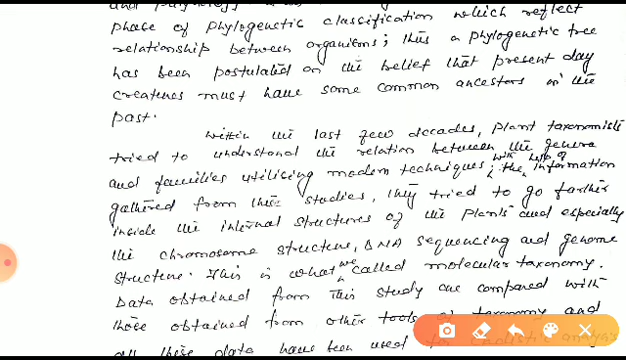 phase of phylogenetic classification which reflect
relationship between organisms; thus a phylogenetic tree
has been postulated on the belief that present day
creatures must have some common ancestors in the
past.
within the last few decades, plant taxonomists
tried to understand the relation between the genera
and families utilising modern techniques; with help of the information
gathered from these studies, they tried to go farther
inside the internal structures of the plants and especially
the chromosome structure, DNA sequencing and genome
structure. This is what we called molecular taxonomy.
Data obtained from this study are compared with
those obtained from other tools of taxonomy and
all these data have been used for